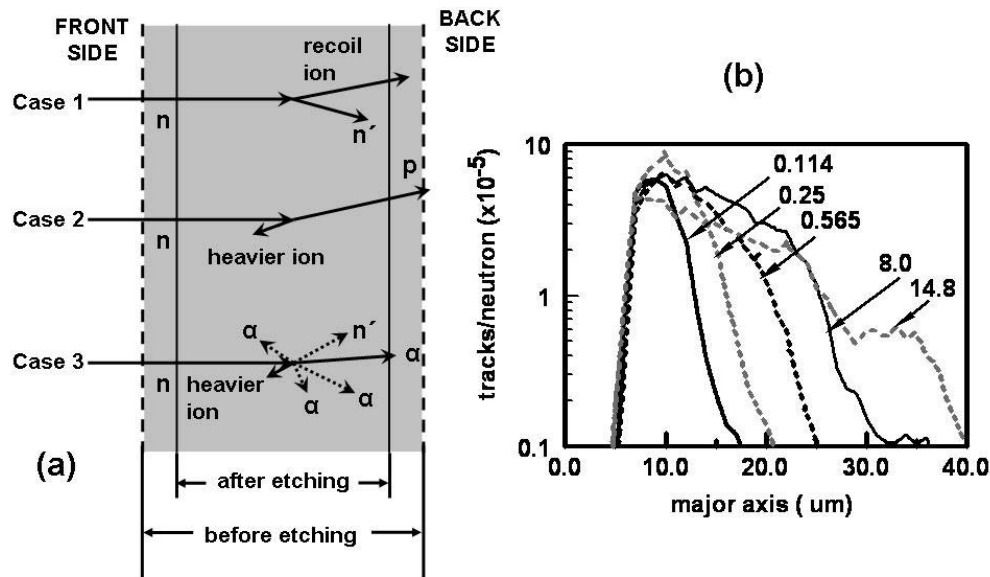 FRONT
SIDE
BACK
SIDE
recoil
ion
Case 1
n
n´
p
Case 2
n
heavier ion
α
n´
Case 3
α
n
heavier
ion
α
α
(a)
after etching
before etching
(b)
tracks/neutron (x10⁻⁵)
10
1
0.1
0.114
0.25
0.565
8.0
14.8
0.0 10.0 20.0 30.0 40.0
major axis ( um)